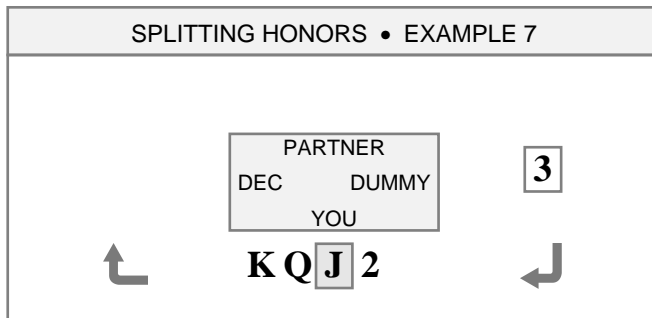 SPLITTING HONORS • EXAMPLE 7
PARTNER
3
DEC DUMMY
YOU
K Q J 2